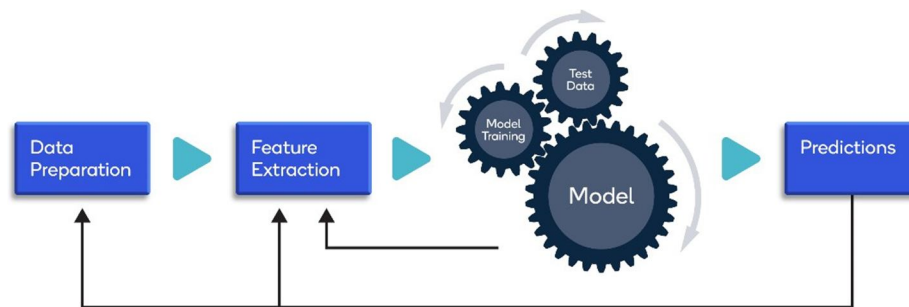 Data
Preparation
Feature
Extraction
Model
Training
Test
Data
Model
Predictions